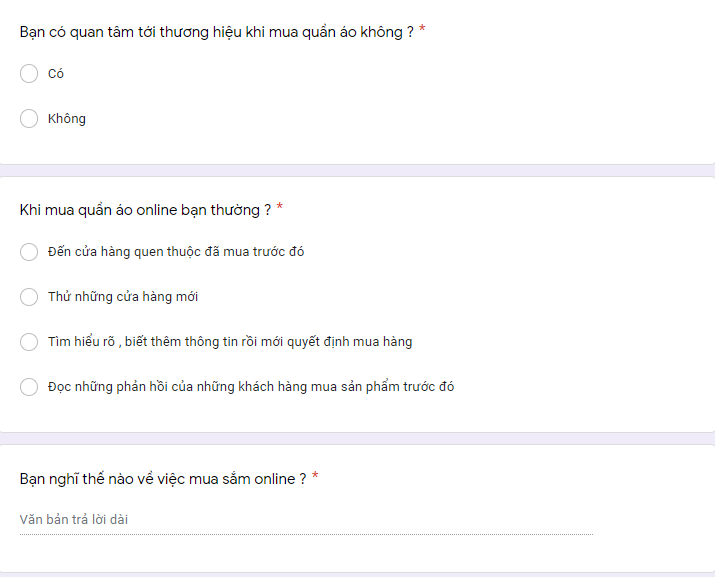 Bạn có quan tâm tới thương hiệu khi mua quần áo không ? *
Có
Không
Khi mua quần áo online bạn thường ? *
Đến cửa hàng quen thuộc đã mua trước đó
Thử những cửa hàng mới
Tìm hiểu rõ , biết thêm thông tin rồi mới quyết định mua hàng
Đọc những phản hồi của những khách hàng mua sản phẩm trước đó
Bạn nghĩ thế nào về việc mua sắm online ? *
Văn bản trả lời dài